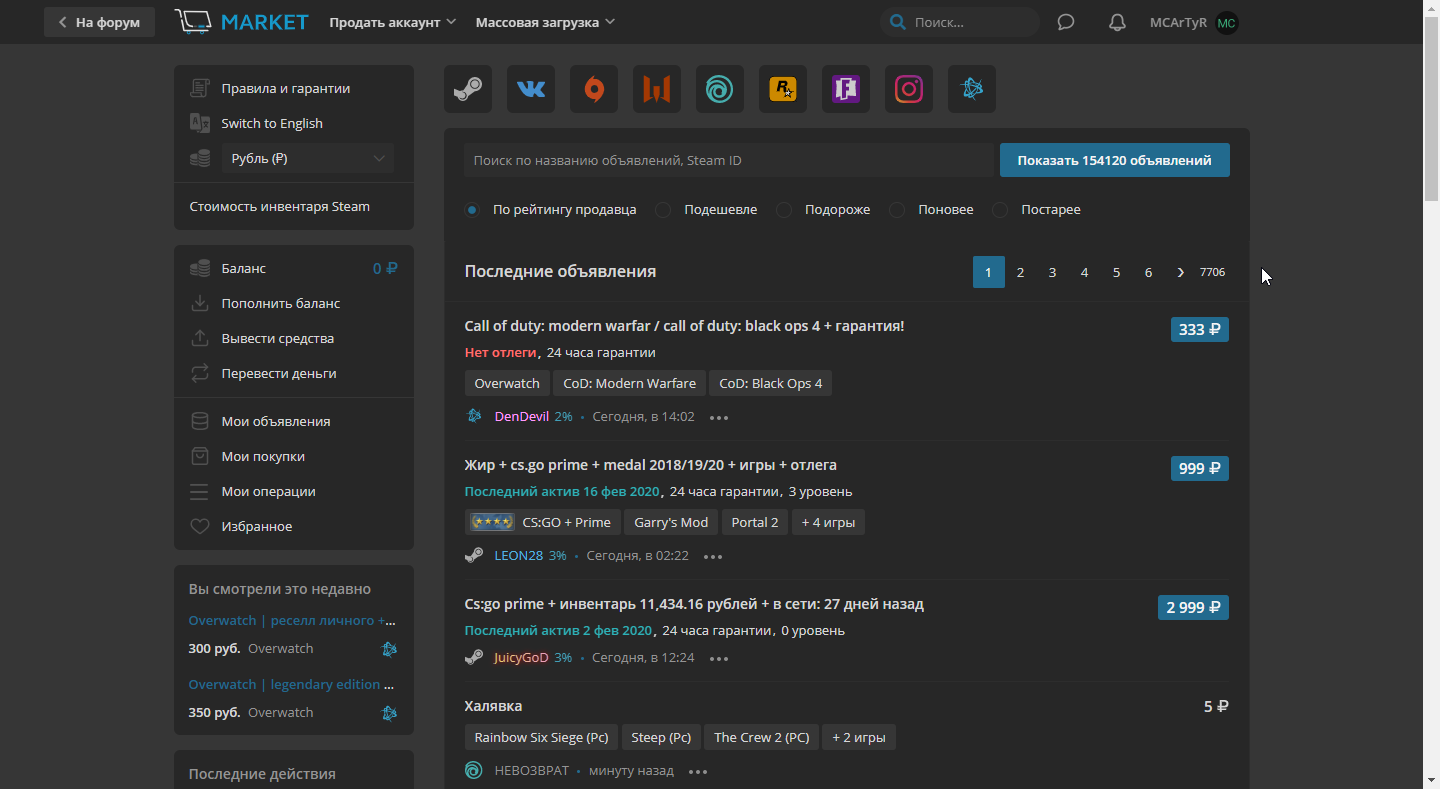 На форум
MARKET
Продать аккаунт
Массовая загрузка
Поиск...
MCArTyR
MC
Правила и гарантии
Switch to English
Рубль (₽)
Стоимость инвентаря Steam
Баланс 0 ₽
Пополнить баланс
Вывести средства
Перевести деньги
Мои объявления
Мои покупки
Мои операции
Избранное
Вы смотрели это недавно
Overwatch | реселл личного +...
300 руб. Overwatch
Overwatch | legendary edition ...
350 руб. Overwatch
Последние действия
Поиск по названию объявлений, Steam ID
Показать 154120 объявлений
По рейтингу продавца Подешевле Подороже Поновее Постарее
Последние объявления
1 2 3 4 5 6 > 7706
Call of duty: modern warfar / call of duty: black ops 4 + гарантия! 333 ₽
Нет отлеги, 24 часа гарантии
Overwatch CoD: Modern Warfare CoD: Black Ops 4
DenDevil 2% • Сегодня, в 14:02 •••
Жир + cs.go prime + medal 2018/19/20 + игры + отлега 999 ₽
Последний актив 16 фев 2020, 24 часа гарантии, 3 уровень
CS:GO + Prime Garry's Mod Portal 2 + 4 игры
LEON28 3% • Сегодня, в 02:22 •••
Cs:go prime + инвентарь 11,434.16 рублей + в сети: 27 дней назад 2 999 ₽
Последний актив 2 фев 2020, 24 часа гарантии, 0 уровень
JuicyGoD 3% • Сегодня, в 12:24 •••
Халявка 5 ₽
Rainbow Six Siege (Pc) Steep (Pc) The Crew 2 (PC) + 2 игры
НЕВОЗВРАТ • минуту назад •••